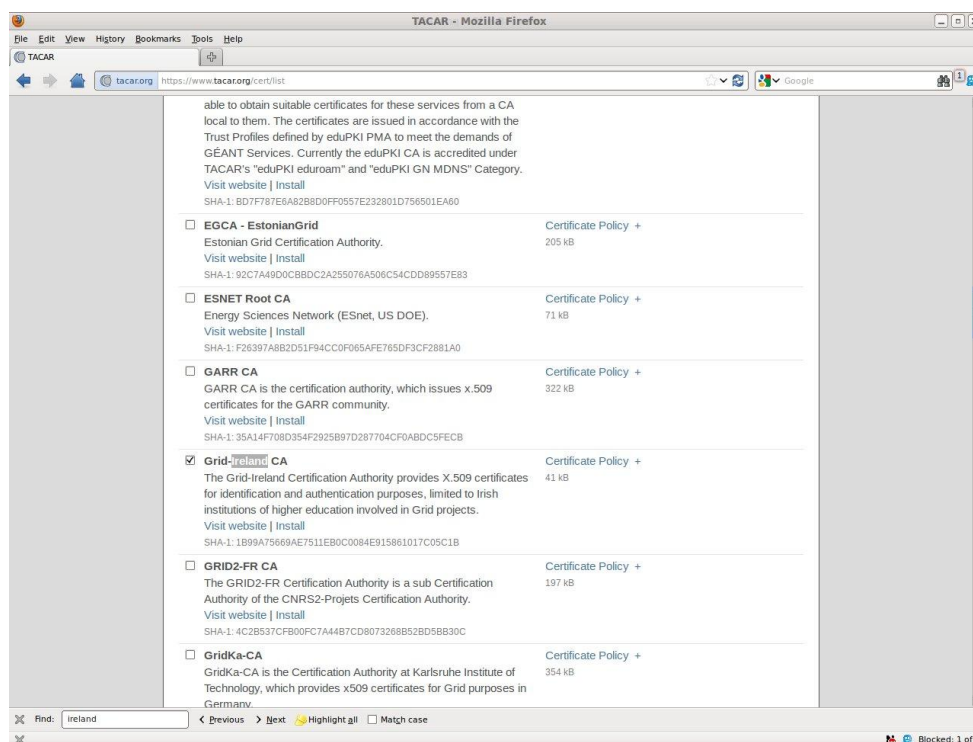 TACAR - Mozilla Firefox
File Edit View History Bookmarks Tools Help
TACAR
tacar.org https://www.tacar.org/cert/list
Google
1
able to obtain suitable certificates for these services from a CA
local to them. The certificates are issued in accordance with the
Trust Profiles defined by eduPKI PMA to meet the demands of
GÉANT Services. Currently the eduPKI CA is accredited under
TACAR's "eduPKI eduroam" and "eduPKI GN MDNS" Category.
Visit website | Install
SHA-1: BD7F787E6A82B8D0FF0557E232801D756501EA60
EGCA - EstonianGrid Certificate Policy +
Estonian Grid Certification Authority. 205 kB
Visit website | Install
SHA-1: 92C7A49D0CBBDC2A255076A506C54CDD89557E83
ESNET Root CA Certificate Policy +
Energy Sciences Network (ESnet, US DOE). 71 kB
Visit website | Install
SHA-1: F26397A8B2D51F94CC0F065AFE765DF3CF2881A0
GARR CA Certificate Policy +
GARR CA is the certification authority, which issues x.509 322 kB
certificates for the GARR community.
Visit website | Install
SHA-1: 35A14F708D354F2925B97D287704CF0ABDC5FECB
Grid-Ireland CA Certificate Policy +
The Grid-Ireland Certification Authority provides X.509 certificates 41 kB
for identification and authentication purposes, limited to Irish
institutions of higher education involved in Grid projects.
Visit website | Install
SHA-1: 1B99A75669AE7511EB0C0084E915861017C05C1B
GRID2-FR CA Certificate Policy +
The GRID2-FR Certification Authority is a sub Certification 197 kB
Authority of the CNRS2-Projets Certification Authority.
Visit website | Install
SHA-1: 4C2B537CFB00FC7A44B7CD8073268B52BD5BB30C
GridKa-CA Certificate Policy +
GridKa-CA is the Certification Authority at Karlsruhe Institute of 354 kB
Technology, which provides x509 certificates for Grid purposes in
Germany.
Find: ireland Previous Next Highlight all Match case
Blocked: 1 of